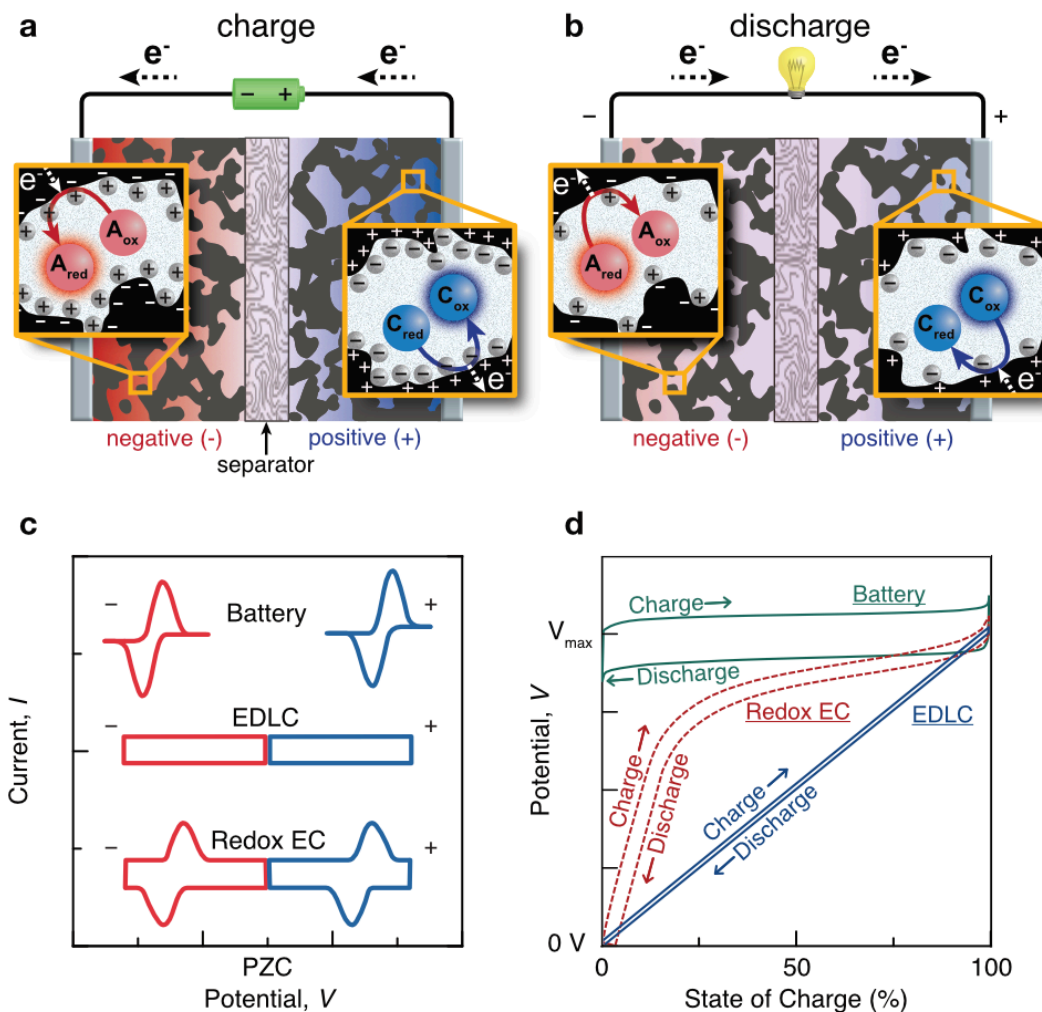 a
charge
e-
e-
− +
e-
A ox
A red
C ox
C red
e-
negative (-)
positive (+)
separator
b
discharge
e-
e-
−
+
e-
A ox
A red
C ox
C red
e-
negative (-)
positive (+)
c
Current, I
−
Battery
+
−
EDLC
+
−
Redox EC
+
PZC
Potential, V
d
Potential, V
V max
0 V
Charge →
Battery
← Discharge
Redox EC
EDLC
Charge →
← Discharge
Charge →
← Discharge
0
50
100
State of Charge (%)